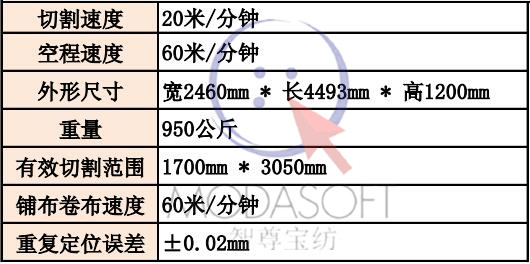 切割速度 20米/分钟
空程速度 60米/分钟
外形尺寸 宽2460mm * 长4493mm * 高1200mm
重量 950公斤
有效切割范围 1700mm * 3050mm
MODASOFT
铺布卷布速度 60米/分钟
智尊宝纺
重复定位误差 ±0.02mm